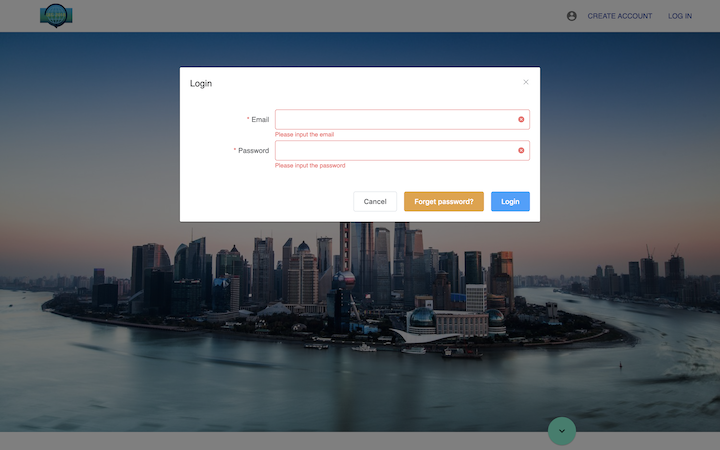 CREATE ACCOUNT LOG IN
Login
* Email
Please input the email
* Password
Please input the password
Cancel Forget password? Login